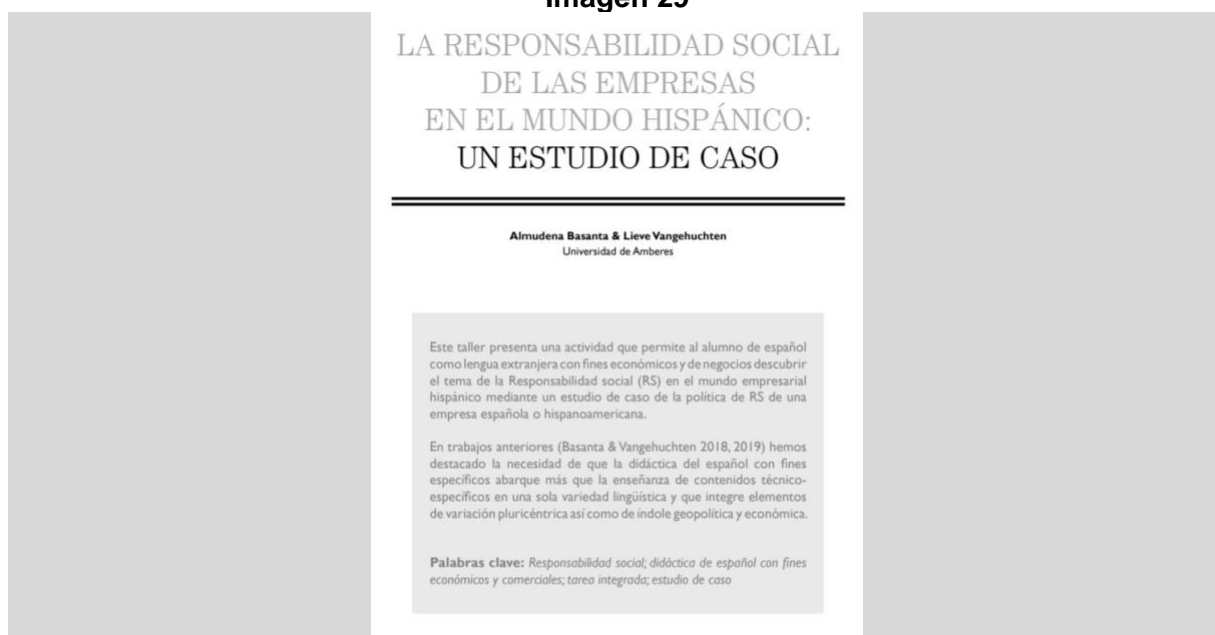 Imagen 29
LA RESPONSABILIDAD SOCIAL
DE LAS EMPRESAS
EN EL MUNDO HISPÁNICO:
UN ESTUDIO DE CASO
Almudena Basanta & Lieve Vangehuchten
Universidad de Amberes
Este taller presenta una actividad que permite al alumno de español
como lengua extranjera con fines económicos y de negocios descubrir
el tema de la Responsabilidad social (RS) en el mundo empresarial
hispánico mediante un estudio de caso de la política de RS de una
empresa española o hispanoamericana.
En trabajos anteriores (Basanta & Vangehuchten 2018, 2019) hemos
destacado la necesidad de que la didáctica del español con fines
específicos abarque más que la enseñanza de contenidos técnico-
específicos en una sola variedad lingüística y que integre elementos
de variación pluricéntrica así como de índole geopolítica y económica.
Palabras clave: Responsabilidad social; didáctica de español con fines
económicos y comerciales; tarea integrada; estudio de caso